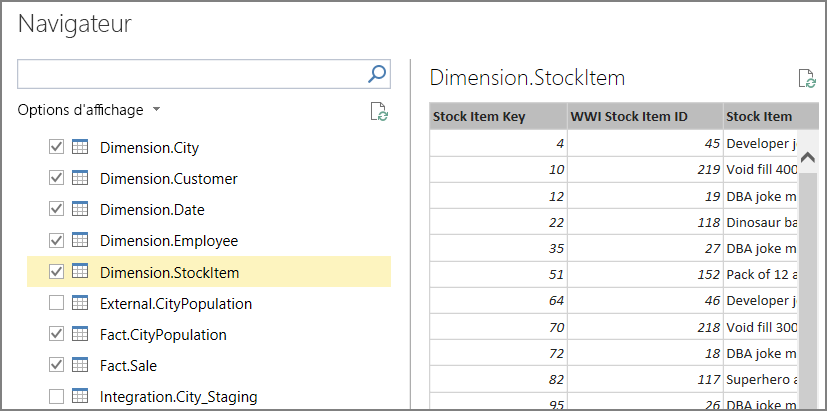 Navigateur
Options d'affichage
Dimension.City
Dimension.Customer
Dimension.Date
Dimension.Employee
Dimension.StockItem
External.CityPopulation
Fact.CityPopulation
Fact.Sale
Integration.City_Staging
Dimension.StockItem
Stock Item Key WWI Stock Item ID Stock Item
4 45 Developer j
10 219 Void fill 400
12 19 DBA joke m
22 118 Dinosaur ba
35 27 DBA joke m
51 152 Pack of 12 a
64 46 Developer j
70 218 Void fill 300
72 18 DBA joke m
82 117 Superhero a
95 26 DBA joke m